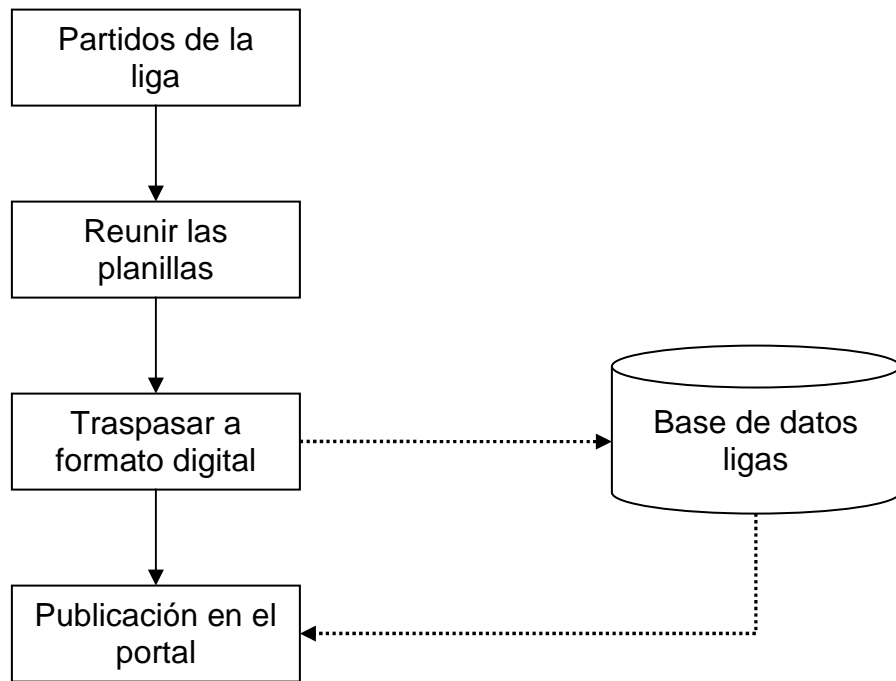 Partidos de la
liga
Reunir las
planillas
Traspasar a
formato digital
Base de datos
ligas
Publicación en el
portal